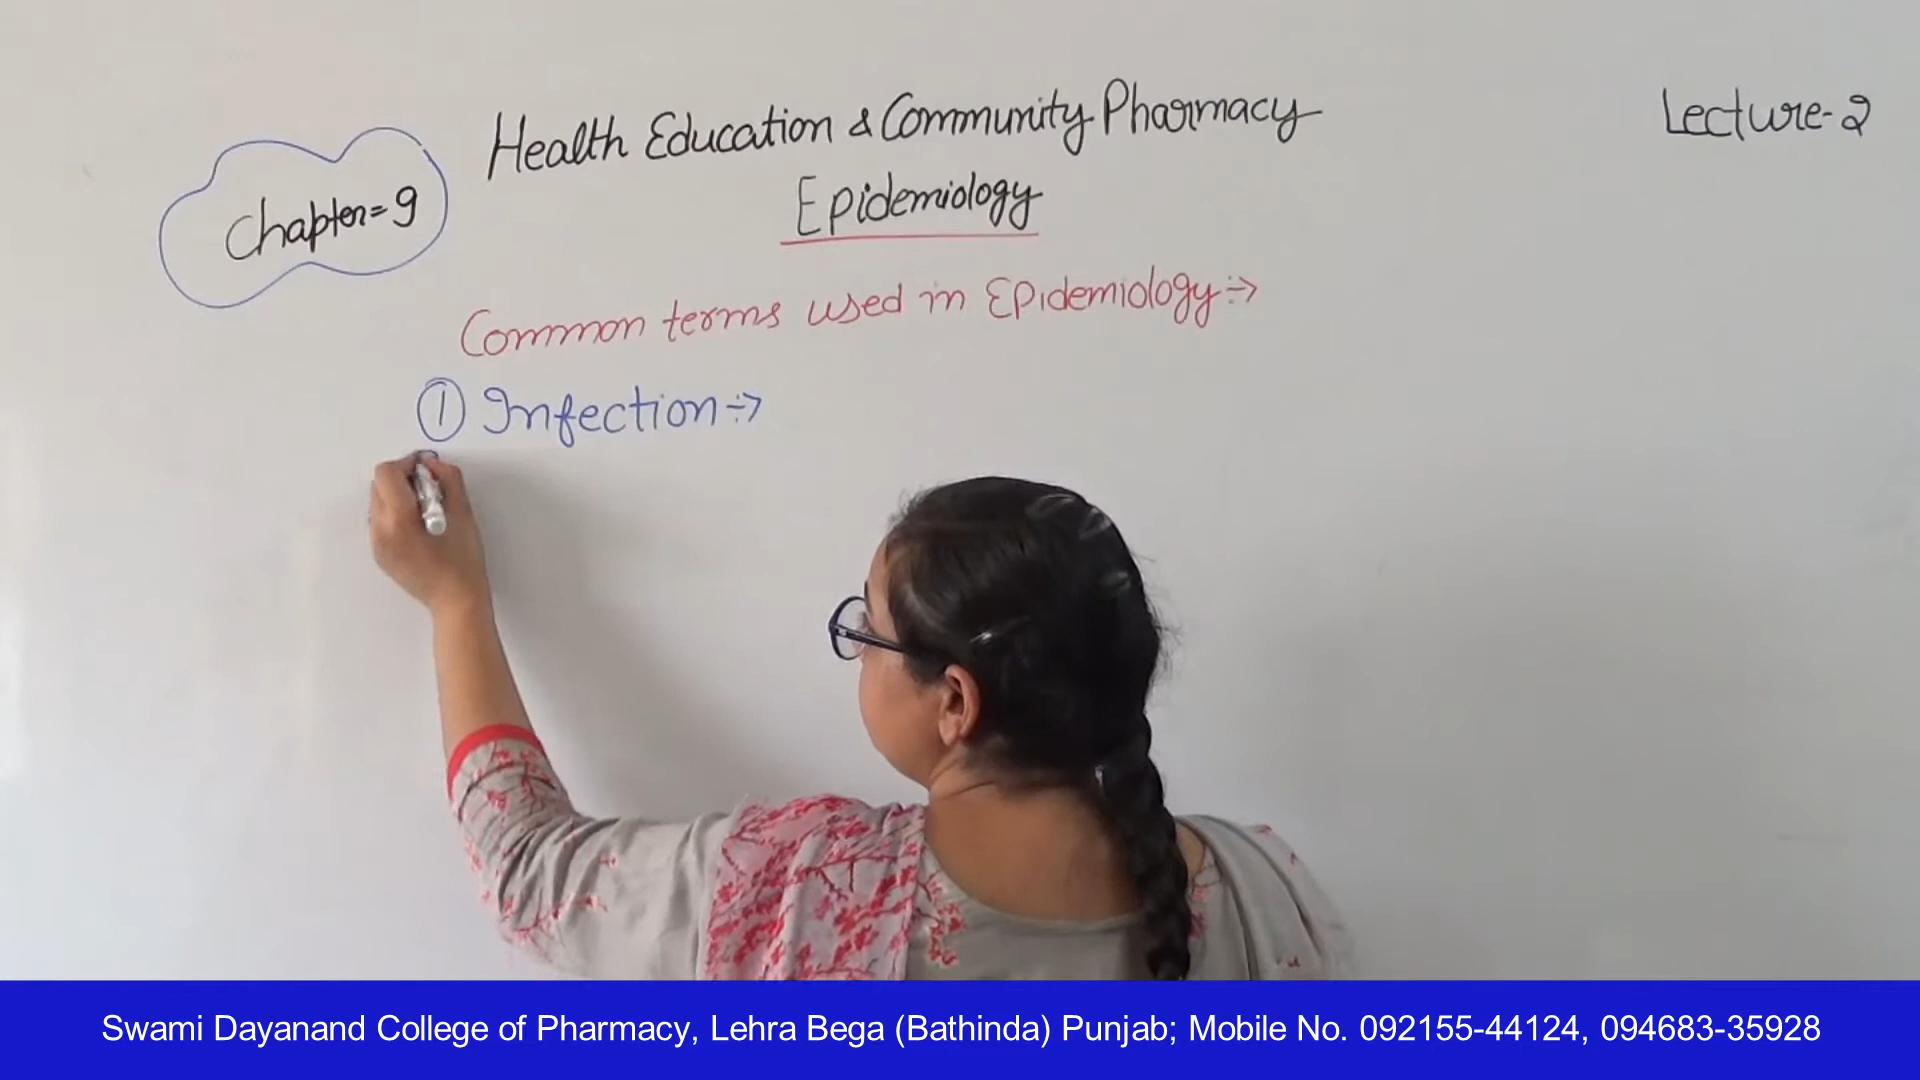 Health Education & Community Pharmacy
Lecture-2
Chapter=9
Epidemiology
Common terms used in Epidemiology÷>
① Infection÷>
Swami Dayanand College of Pharmacy, Lehra Bega (Bathinda) Punjab; Mobile No. 092155-44124, 094683-35928